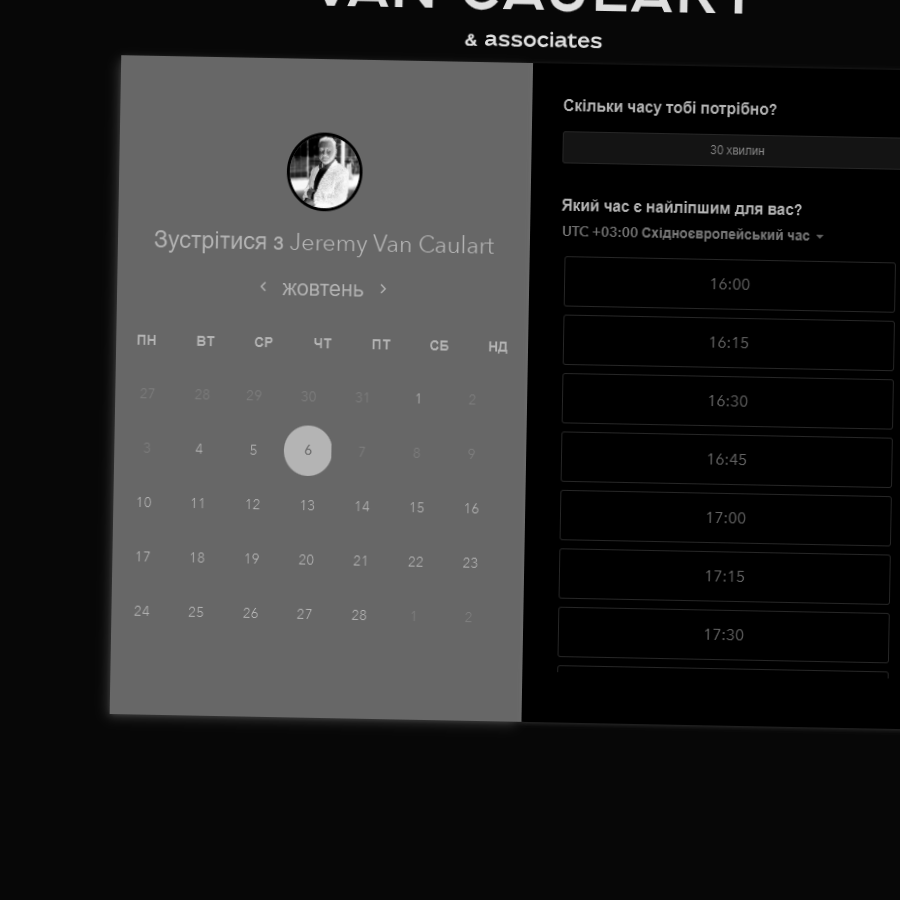 VAN CAULART
& associates
Зустрітися з Jeremy Van Caulart
жовтень
ПН ВТ СР ЧТ ПТ СБ НД
27 28 29 30 31 1 2
3 4 5 6 7 8 9
10 11 12 13 14 15 16
17 18 19 20 21 22 23
24 25 26 27 28 1 2
Скільки часу тобі потрібно?
30 хвилин
Який час є найліпшим для вас?
UTC +03:00 Східноєвропейський час
16:00
16:15
16:30
16:45
17:00
17:15
17:30